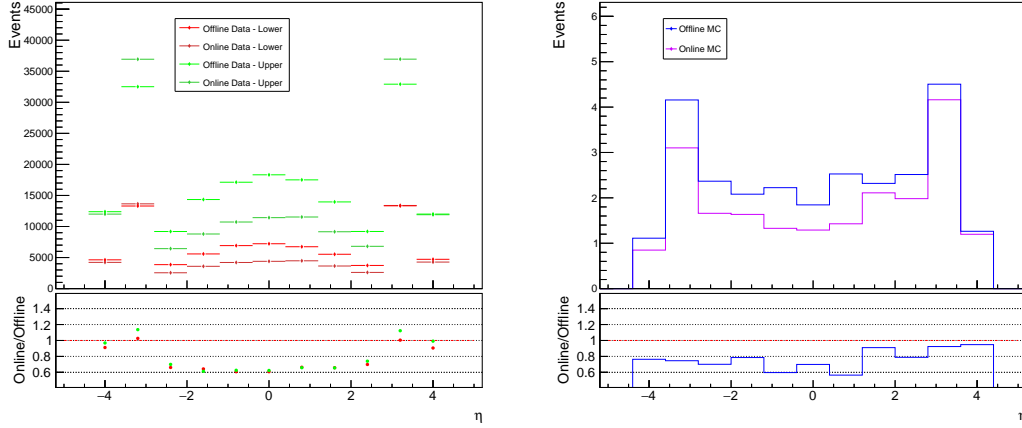 Events
45000
40000
35000
30000
25000
20000
15000
10000
5000
0
Offline Data - Lower
Online Data - Lower
Offline Data - Upper
Online Data - Upper
Online/Offline
1.4
1.2
1
0.8
0.6
−4 −2 0 2 4
η
Events
6
5
4
3
2
1
0
Offline MC
Online MC
Online/Offline
1.4
1.2
1
0.8
0.6
−4 −2 0 2 4